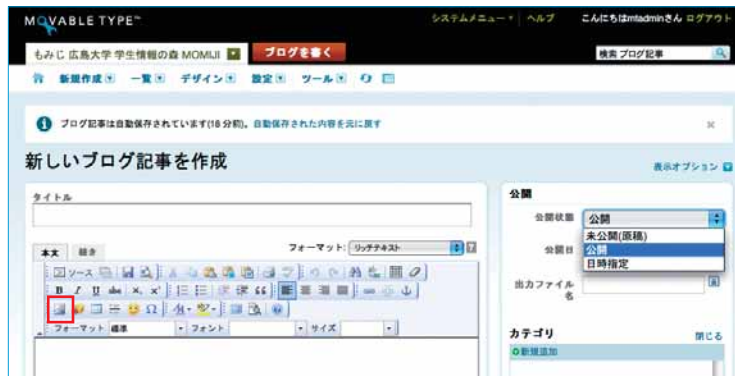 MOVABLE TYPE™
システムメニュー ヘルプ こんにちはmtadminさん ログアウト
もみじ 広島大学 学生情報の森 MOMIJI ブログを書く 検索 ブログ記事
新規作成 一覧 デザイン 設定 ツール
ブログ記事は自動保存されています(18 分前)。自動保存された内容を元に戻す
新しいブログ記事を作成
表示オプション
タイトル
本文 続き フォーマット: リッチテキスト
ソース
B I U abc X₂ X²
フォーマット 標準 フォント サイズ
公開
公開状態 公開
未公開(原稿)
公開
日時指定
公開日
出力ファイル名
カテゴリ 閉じる
新規追加